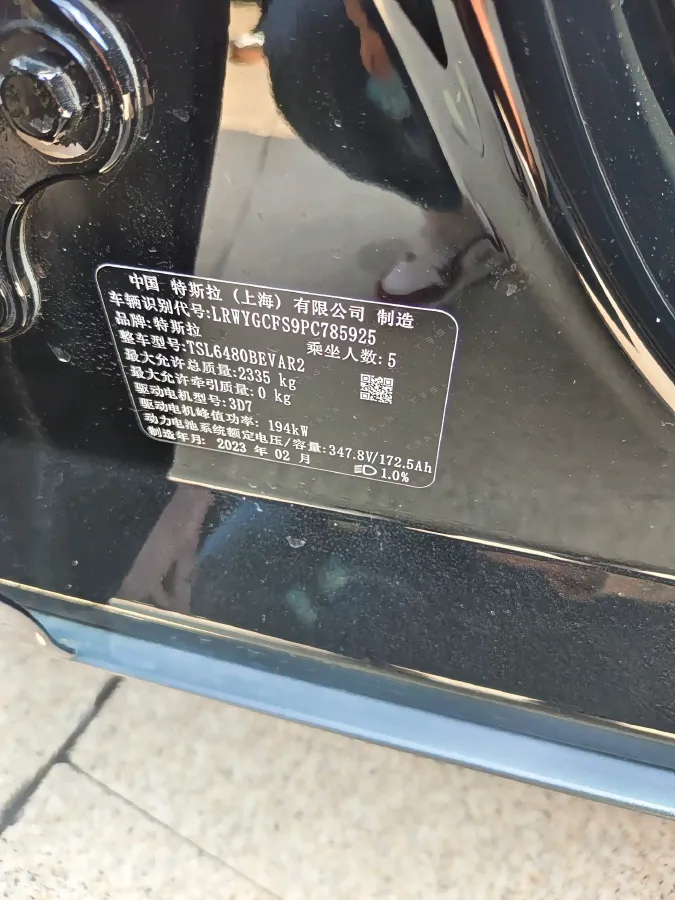 中国 特斯拉（上海）有限公司 制造
车辆识别代号:LRWYGCFS9PC785925
品牌:特斯拉 乘坐人数:5
整车型号:TSL6480BEVAR2
最大允许总质量:2335 kg
最大允许牵引质量:0 kg
驱动电机型号:3D7
驱动电机峰值功率: 194kW
动力电池系统额定电压/容量:347.8V/172.5Ah
制造年月: 2023 年 02 月 1.0%